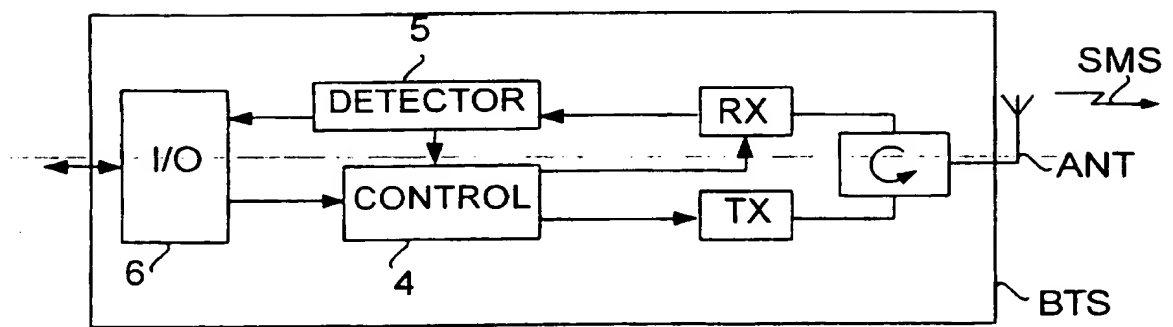 5
SMS
DETECTOR
RX
I/O
ANT
CONTROL
TX
6
4
BTS